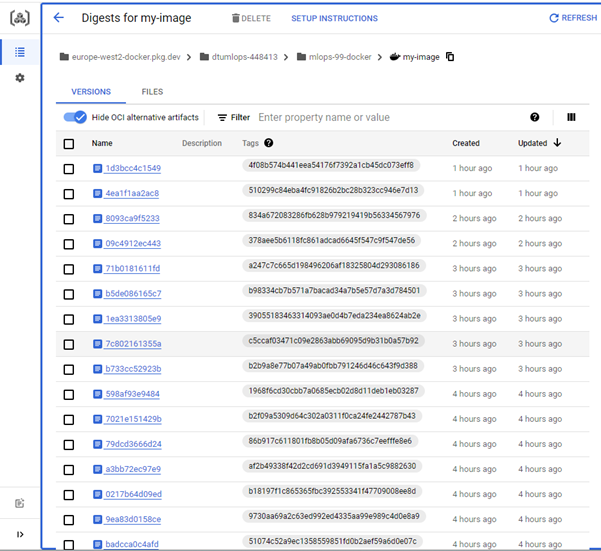 Digests for my-image DELETE SETUP INSTRUCTIONS REFRESH
europe-west2-docker.pkg.dev > dtumlops-448413 > mlops-99-docker > my-image
VERSIONS FILES
Hide OCI alternative artifacts Filter Enter property name or value
Name Description Tags Created Updated
1d3bcc4c1549 4f08b574b441eea54176f7392a1cb45dc073eff8 1 hour ago 1 hour ago
4ea1f1aa2ac8 510299c84eba4fc91826b2bc28b323cc946e7d13 1 hour ago 1 hour ago
8093ca9f5233 834a672083286fb628b979219419b56334567976 2 hours ago 2 hours ago
09c4912ec443 378aee5b6118fc861adcad6645f547c9f547de56 2 hours ago 2 hours ago
71b0181611fd a247c7c665d198496206af18325804d293086186 3 hours ago 3 hours ago
b5de086165c7 b98334cb7b571a7bacad34a7b5e57d7a3d784501 3 hours ago 3 hours ago
1ea3313805e9 39055183463314093ae0d4b7eda234ea8624ab2e 3 hours ago 3 hours ago
7c802161355a c5ccaf03471c09e2863abb69095d9b31b0a57b92 3 hours ago 3 hours ago
b733cc52923b b2b9a8e77b07a49ab0fbb791246d46c643f9d388 3 hours ago 3 hours ago
598af93e9484 1968f6cd30cbb7a0685ecb02d8d11deb1eb03287 4 hours ago 4 hours ago
7021e151429b b2f09a5309d64c302a0311f0ca24fe2442787b43 4 hours ago 4 hours ago
79dcd3666d24 86b917c611801fb8b05d09afa6736c7eefffe8e6 4 hours ago 4 hours ago
a3bb72ec97e9 af2b49338f42d2cd691d3949115fa1a5c9882630 4 hours ago 4 hours ago
0217b64d09ed b18197f1c865365fbc392553341f47709008ee8d 4 hours ago 4 hours ago
9ea83d0158ce 9730aa69a2c63ed992ed4335aa99e989c4d0e8a9 4 hours ago 4 hours ago
badcca0c4afd 51074c52a9ec1358559851fd0b2aef59a6d0e07c 4 hours ago 4 hours ago